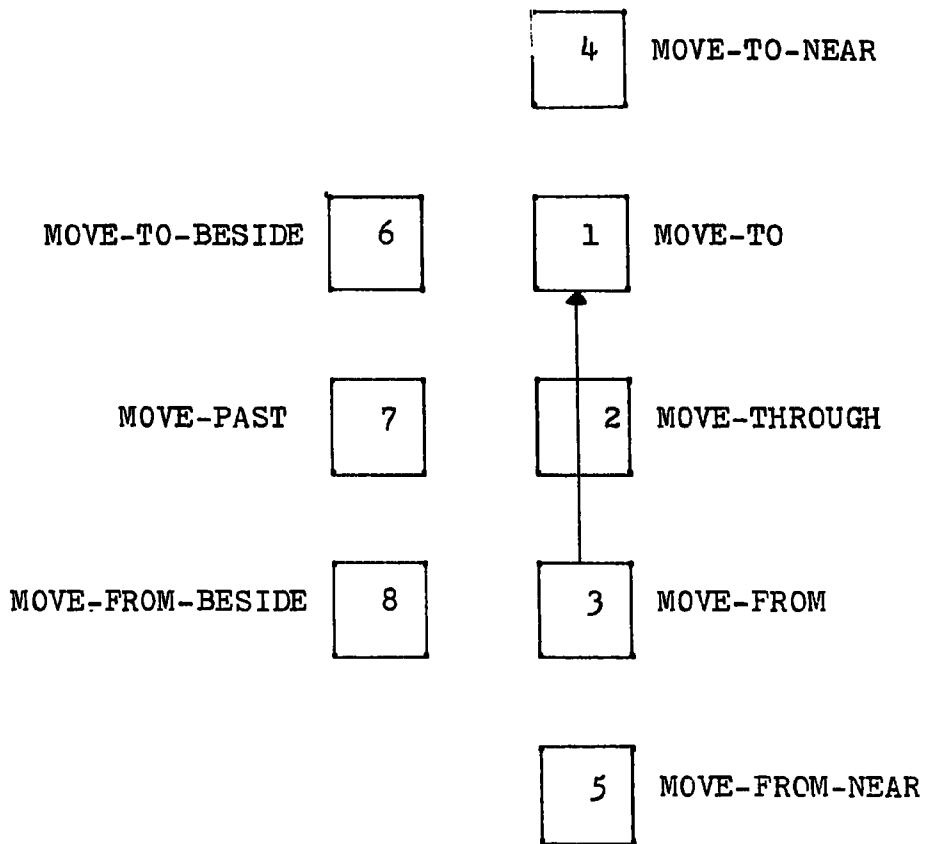 4 MOVE-TO-NEAR
MOVE-TO-BESIDE 6 1 MOVE-TO
MOVE-PAST 7 2 MOVE-THROUGH
MOVE-FROM-BESIDE 8 3 MOVE-FROM
5 MOVE-FROM-NEAR